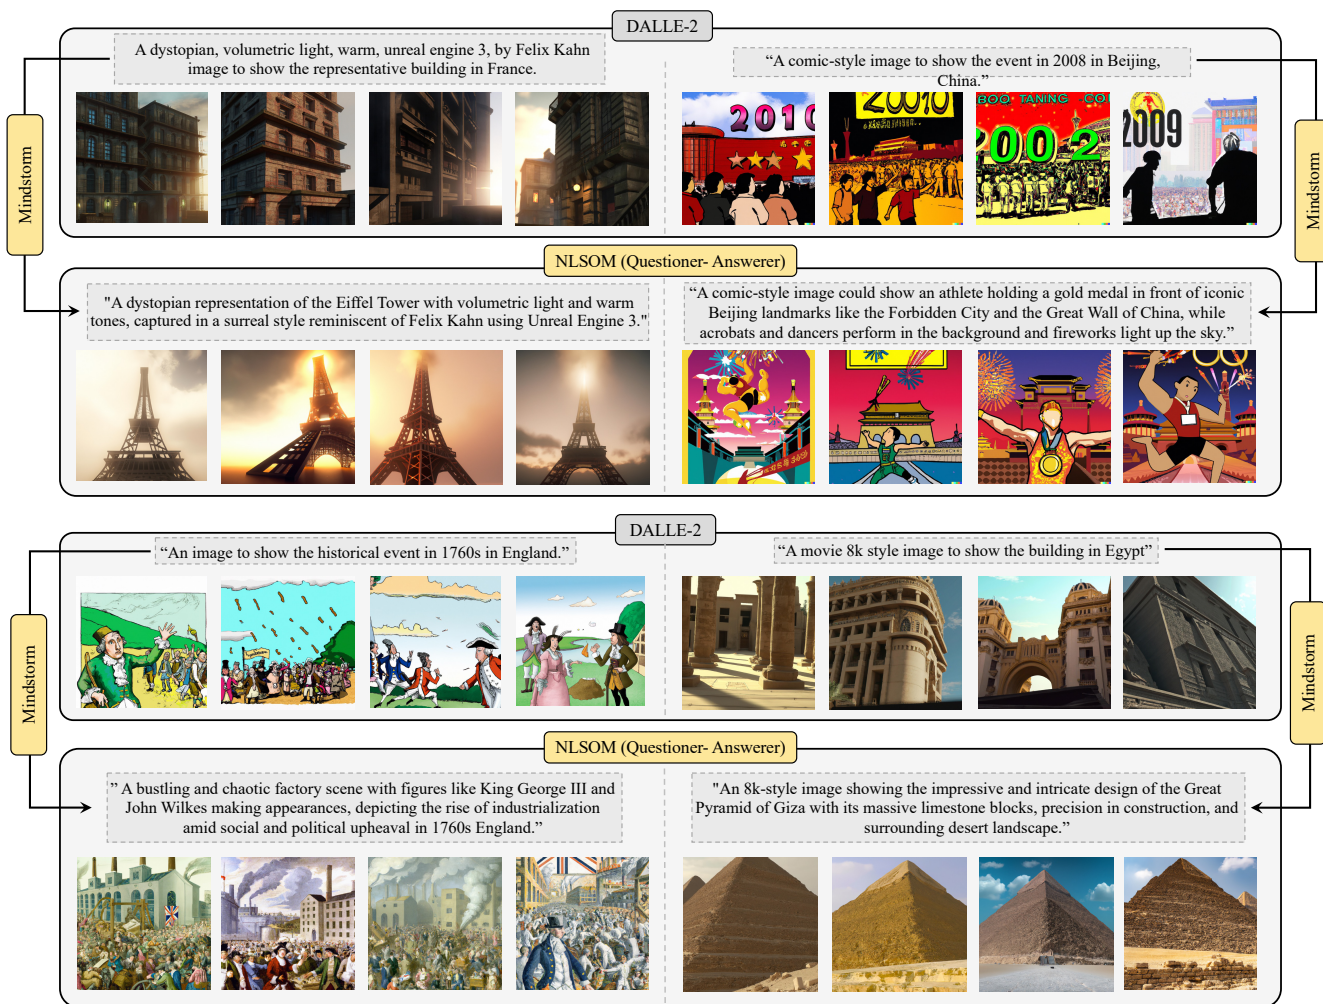 DALLE-2
A dystopian, volumetric light, warm, unreal engine 3, by Felix Kahn
image to show the representative building in France.
“A comic-style image to show the event in 2008 in Beijing,
China.”
2010
20010
BOO TANING .CO
2002
2009
Mindstorm
Mindstorm
NLSOM (Questioner- Answerer)
"A dystopian representation of the Eiffel Tower with volumetric light and warm
tones, captured in a surreal style reminiscent of Felix Kahn using Unreal Engine 3."
“A comic-style image could show an athlete holding a gold medal in front of iconic
Beijing landmarks like the Forbidden City and the Great Wall of China, while
acrobats and dancers perform in the background and fireworks light up the sky.”
DALLE-2
“An image to show the historical event in 1760s in England.”
“A movie 8k style image to show the building in Egypt”
Mindstorm
Mindstorm
NLSOM (Questioner- Answerer)
” A bustling and chaotic factory scene with figures like King George III and
John Wilkes making appearances, depicting the rise of industrialization
amid social and political upheaval in 1760s England.”
"An 8k-style image showing the impressive and intricate design of the Great
Pyramid of Giza with its massive limestone blocks, precision in construction, and
surrounding desert landscape.”